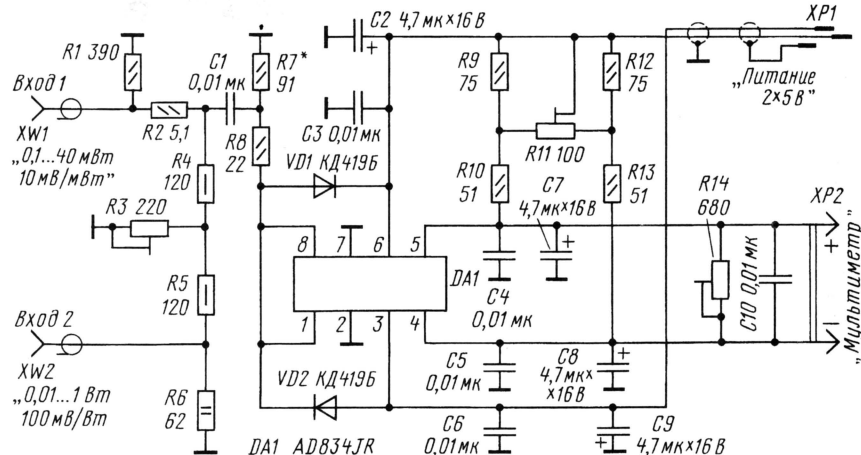 C2 4,7 мк×16 В
XP1
R1 390
C1
0,01 мк
R7*
91
R9
75
R12
75
„Питание
2×5 В"
Вход 1
R2 5,1
C3 0,01 мк
R11 100
XW1
„0,1...40 мВт
10 мВ/мВт"
R8
22
R4
120
VD1 КД419Б
R10
51
C7
4,7 мк×16 В
R13
51
R14
680
XP2
R3 220
8 7 6 5
DA1
C4
0,01 мк
C10 0,01 мк
+
„Мильтиметр"
R5
120
Вход 2
1 2 3 4
XW2
„0,01...1 Вт
100 мВ/Вт
R6
62
VD2 КД419Б
C5
0,01 мк
C8
4,7 мк×
×16 В
–
DA1 AD834JR
C6
0,01 мк
C9
4,7 мк×16 В